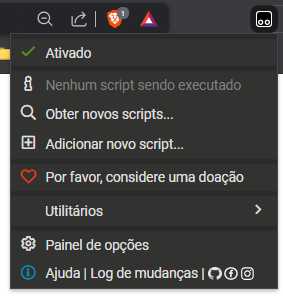 1
Ativado
Nenhum script sendo executado
Obter novos scripts...
Adicionar novo script...
Por favor, considere uma doação
Utilitários
Painel de opções
Ajuda | Log de mudanças |